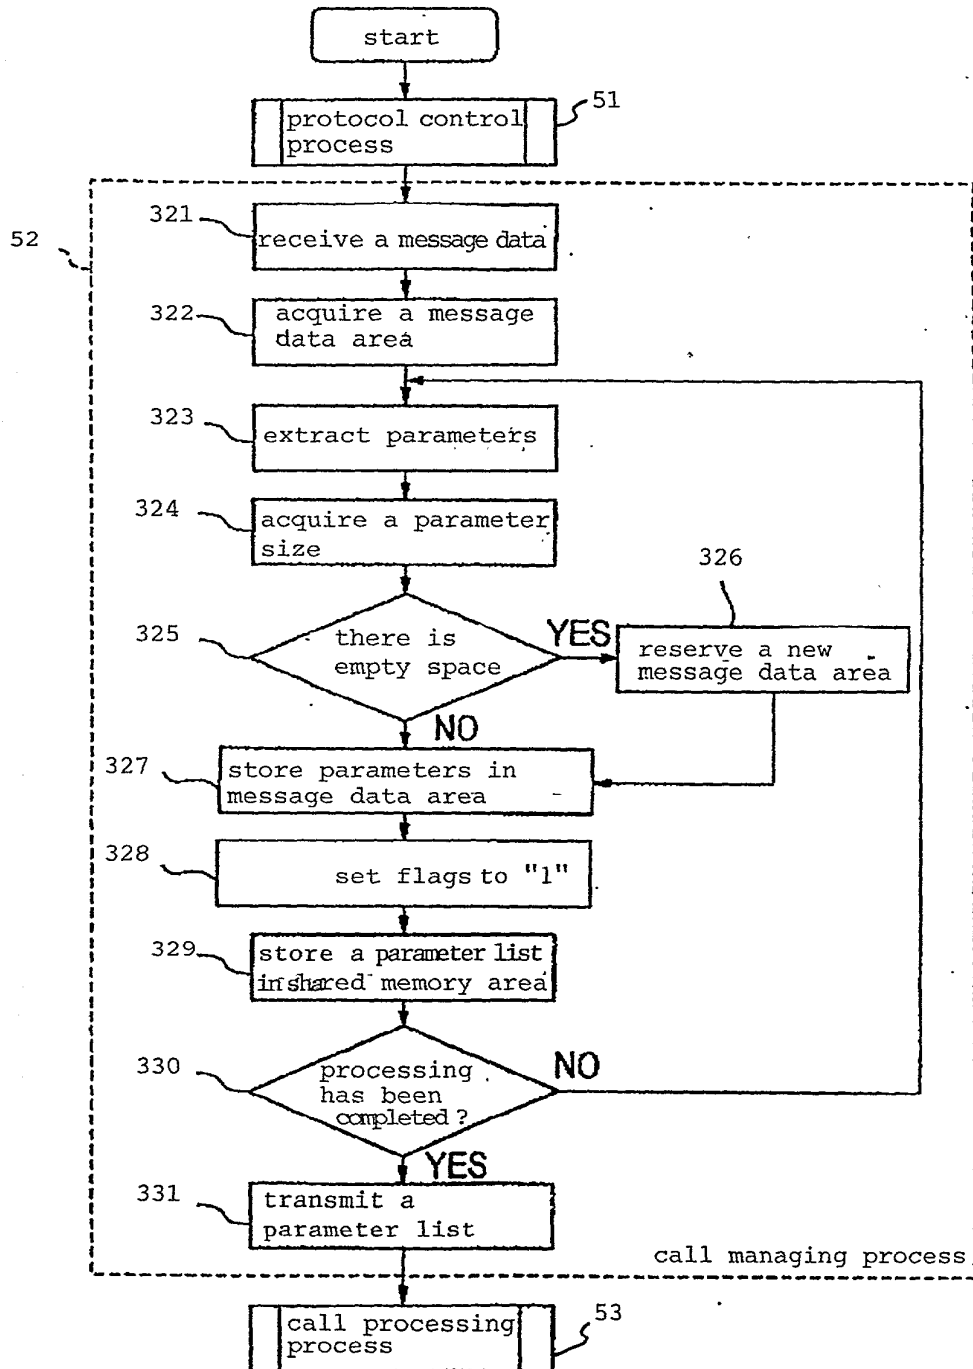 start
51
protocol control
process
52
321
receive a message data
322
acquire a message
data area
323
extract parameters
324
acquire a parameter
size
326
325
there is
empty space
YES
reserve a new
message data area
NO
327
store parameters in
message data area
328
set flags to "1"
329
store a parameter list
in shared memory area
330
processing
has been
completed?
NO
YES
331
transmit a
parameter list
call managing process
53
call processing
process